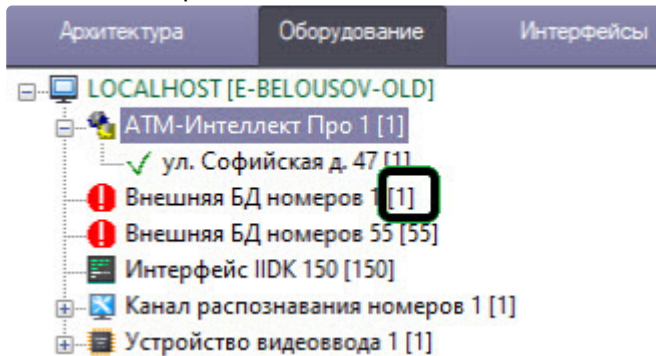 Архитектура Оборудование Интерфейсы
LOCALHOST [E-BELOUSOV-OLD]
АТМ-Интеллект Про 1 [1]
ул. Софийская д. 47 [1]
Внешняя БД номеров 1 [1]
Внешняя БД номеров 55 [55]
Интерфейс IIDK 150 [150]
Канал распознавания номеров 1 [1]
Устройство видеоввода 1 [1]